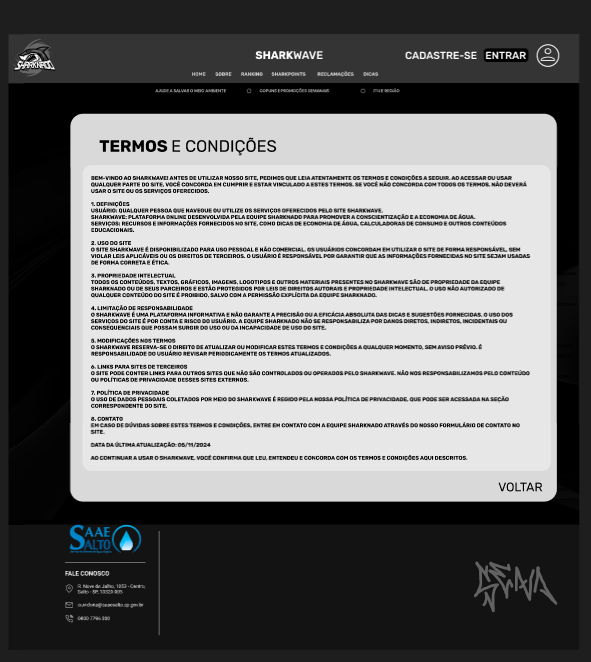 SHARKNADO
SHARKWAVE
CADASTRE-SE ENTRAR
HOME SOBRE RANKING SHARKPOINTS RECLAMAÇÕES DICAS
AJUDE A SALVAR O MEIO AMBIENTE CUPUNS E PROMOÇÕES SEMANAIS ITU E REGIÃO
TERMOS E CONDIÇÕES
BEM-VINDO AO SHARKWAVE! ANTES DE UTILIZAR NOSSO SITE, PEDIMOS QUE LEIA ATENTAMENTE OS TERMOS E CONDIÇÕES A SEGUIR. AO ACESSAR OU USAR
QUALQUER PARTE DO SITE, VOCÊ CONCORDA EM CUMPRIR E ESTAR VINCULADO A ESTES TERMOS. SE VOCÊ NÃO CONCORDA COM TODOS OS TERMOS, NÃO DEVERÁ
USAR O SITE OU OS SERVIÇOS OFERECIDOS.
1. DEFINIÇÕES
USUÁRIO: QUALQUER PESSOA QUE NAVEGUE OU UTILIZE OS SERVIÇOS OFERECIDOS PELO SITE SHARKWAVE.
SHARKWAVE: PLATAFORMA ONLINE DESENVOLVIDA PELA EQUIPE SHARKNADO PARA PROMOVER A CONSCIENTIZAÇÃO E A ECONOMIA DE ÁGUA.
SERVIÇOS: RECURSOS E INFORMAÇÕES FORNECIDOS NO SITE, COMO DICAS DE ECONOMIA DE ÁGUA, CALCULADORAS DE CONSUMO E OUTROS CONTEÚDOS
EDUCACIONAIS.
2. USO DO SITE
O SITE SHARKWAVE É DISPONIBILIZADO PARA USO PESSOAL E NÃO COMERCIAL. OS USUÁRIOS CONCORDAM EM UTILIZAR O SITE DE FORMA RESPONSÁVEL, SEM
VIOLAR LEIS APLICÁVEIS OU OS DIREITOS DE TERCEIROS. O USUÁRIO É RESPONSÁVEL POR GARANTIR QUE AS INFORMAÇÕES FORNECIDAS NO SITE SEJAM USADAS
DE FORMA CORRETA E ÉTICA.
3. PROPRIEDADE INTELECTUAL
TODOS OS CONTEÚDOS, TEXTOS, GRÁFICOS, IMAGENS, LOGOTIPOS E OUTROS MATERIAIS PRESENTES NO SHARKWAVE SÃO DE PROPRIEDADE DA EQUIPE
SHARKNADO OU DE SEUS PARCEIROS E ESTÃO PROTEGIDOS POR LEIS DE DIREITOS AUTORAIS E PROPRIEDADE INTELECTUAL. O USO NÃO AUTORIZADO DE
QUALQUER CONTEÚDO DO SITE É PROIBIDO, SALVO COM A PERMISSÃO EXPLÍCITA DA EQUIPE SHARKNADO.
4. LIMITAÇÃO DE RESPONSABILIDADE
O SHARKWAVE É UMA PLATAFORMA INFORMATIVA E NÃO GARANTE A PRECISÃO OU A EFICÁCIA ABSOLUTA DAS DICAS E SUGESTÕES FORNECIDAS. O USO DOS
SERVIÇOS DO SITE É POR CONTA E RISCO DO USUÁRIO. A EQUIPE SHARKNADO NÃO SE RESPONSABILIZA POR DANOS DIRETOS, INDIRETOS, INCIDENTAIS OU
CONSEQUENCIAIS QUE POSSAM SURGIR DO USO OU DA INCAPACIDADE DE USO DO SITE.
5. MODIFICAÇÕES NOS TERMOS
O SHARKWAVE RESERVA-SE O DIREITO DE ATUALIZAR OU MODIFICAR ESTES TERMOS E CONDIÇÕES A QUALQUER MOMENTO, SEM AVISO PRÉVIO. É
RESPONSABILIDADE DO USUÁRIO REVISAR PERIODICAMENTE OS TERMOS ATUALIZADOS.
6. LINKS PARA SITES DE TERCEIROS
O SITE PODE CONTER LINKS PARA OUTROS SITES QUE NÃO SÃO CONTROLADOS OU OPERADOS PELO SHARKWAVE. NÃO NOS RESPONSABILIZAMOS PELO CONTEÚDO
OU POLÍTICAS DE PRIVACIDADE DESSES SITES EXTERNOS.
7. POLÍTICA DE PRIVACIDADE
O USO DE DADOS PESSOAIS COLETADOS POR MEIO DO SHARKWAVE É REGIDO PELA NOSSA POLÍTICA DE PRIVACIDADE, QUE PODE SER ACESSADA NA SEÇÃO
CORRESPONDENTE DO SITE.
8. CONTATO
EM CASO DE DÚVIDAS SOBRE ESTES TERMOS E CONDIÇÕES, ENTRE EM CONTATO COM A EQUIPE SHARKNADO ATRAVÉS DO NOSSO FORMULÁRIO DE CONTATO NO
SITE.
DATA DA ÚLTIMA ATUALIZAÇÃO: 05/11/2024
AO CONTINUAR A USAR O SHARKWAVE, VOCÊ CONFIRMA QUE LEU, ENTENDEU E CONCORDA COM OS TERMOS E CONDIÇÕES AQUI DESCRITOS.
VOLTAR
SAAE
SALTO
FALE CONOSCO
R. Nove de Julho, 1053 - Centro,
Salto - SP, 13320-005
ouvidoria@saaesalto.sp.gov.br
0800 7796 300